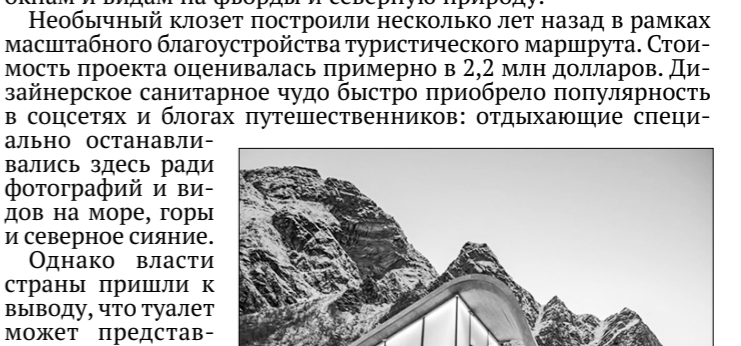 окнам и видам на фьорды и северную природу.
Необычный клозет построили несколько лет назад в рамках
масштабного благоустройства туристического маршрута. Стои-
мость проекта оценивалась примерно в 2,2 млн долларов. Ди-
зайнерское санитарное чудо быстро приобрело популярность
в соцсетях и блогах путешественников: отдыхающие специ-
ально останавли-
вались здесь ради
фотографий и ви-
дов на море, горы
и северное сияние.
Однако власти
страны пришли к
выводу, что туалет
может представ-